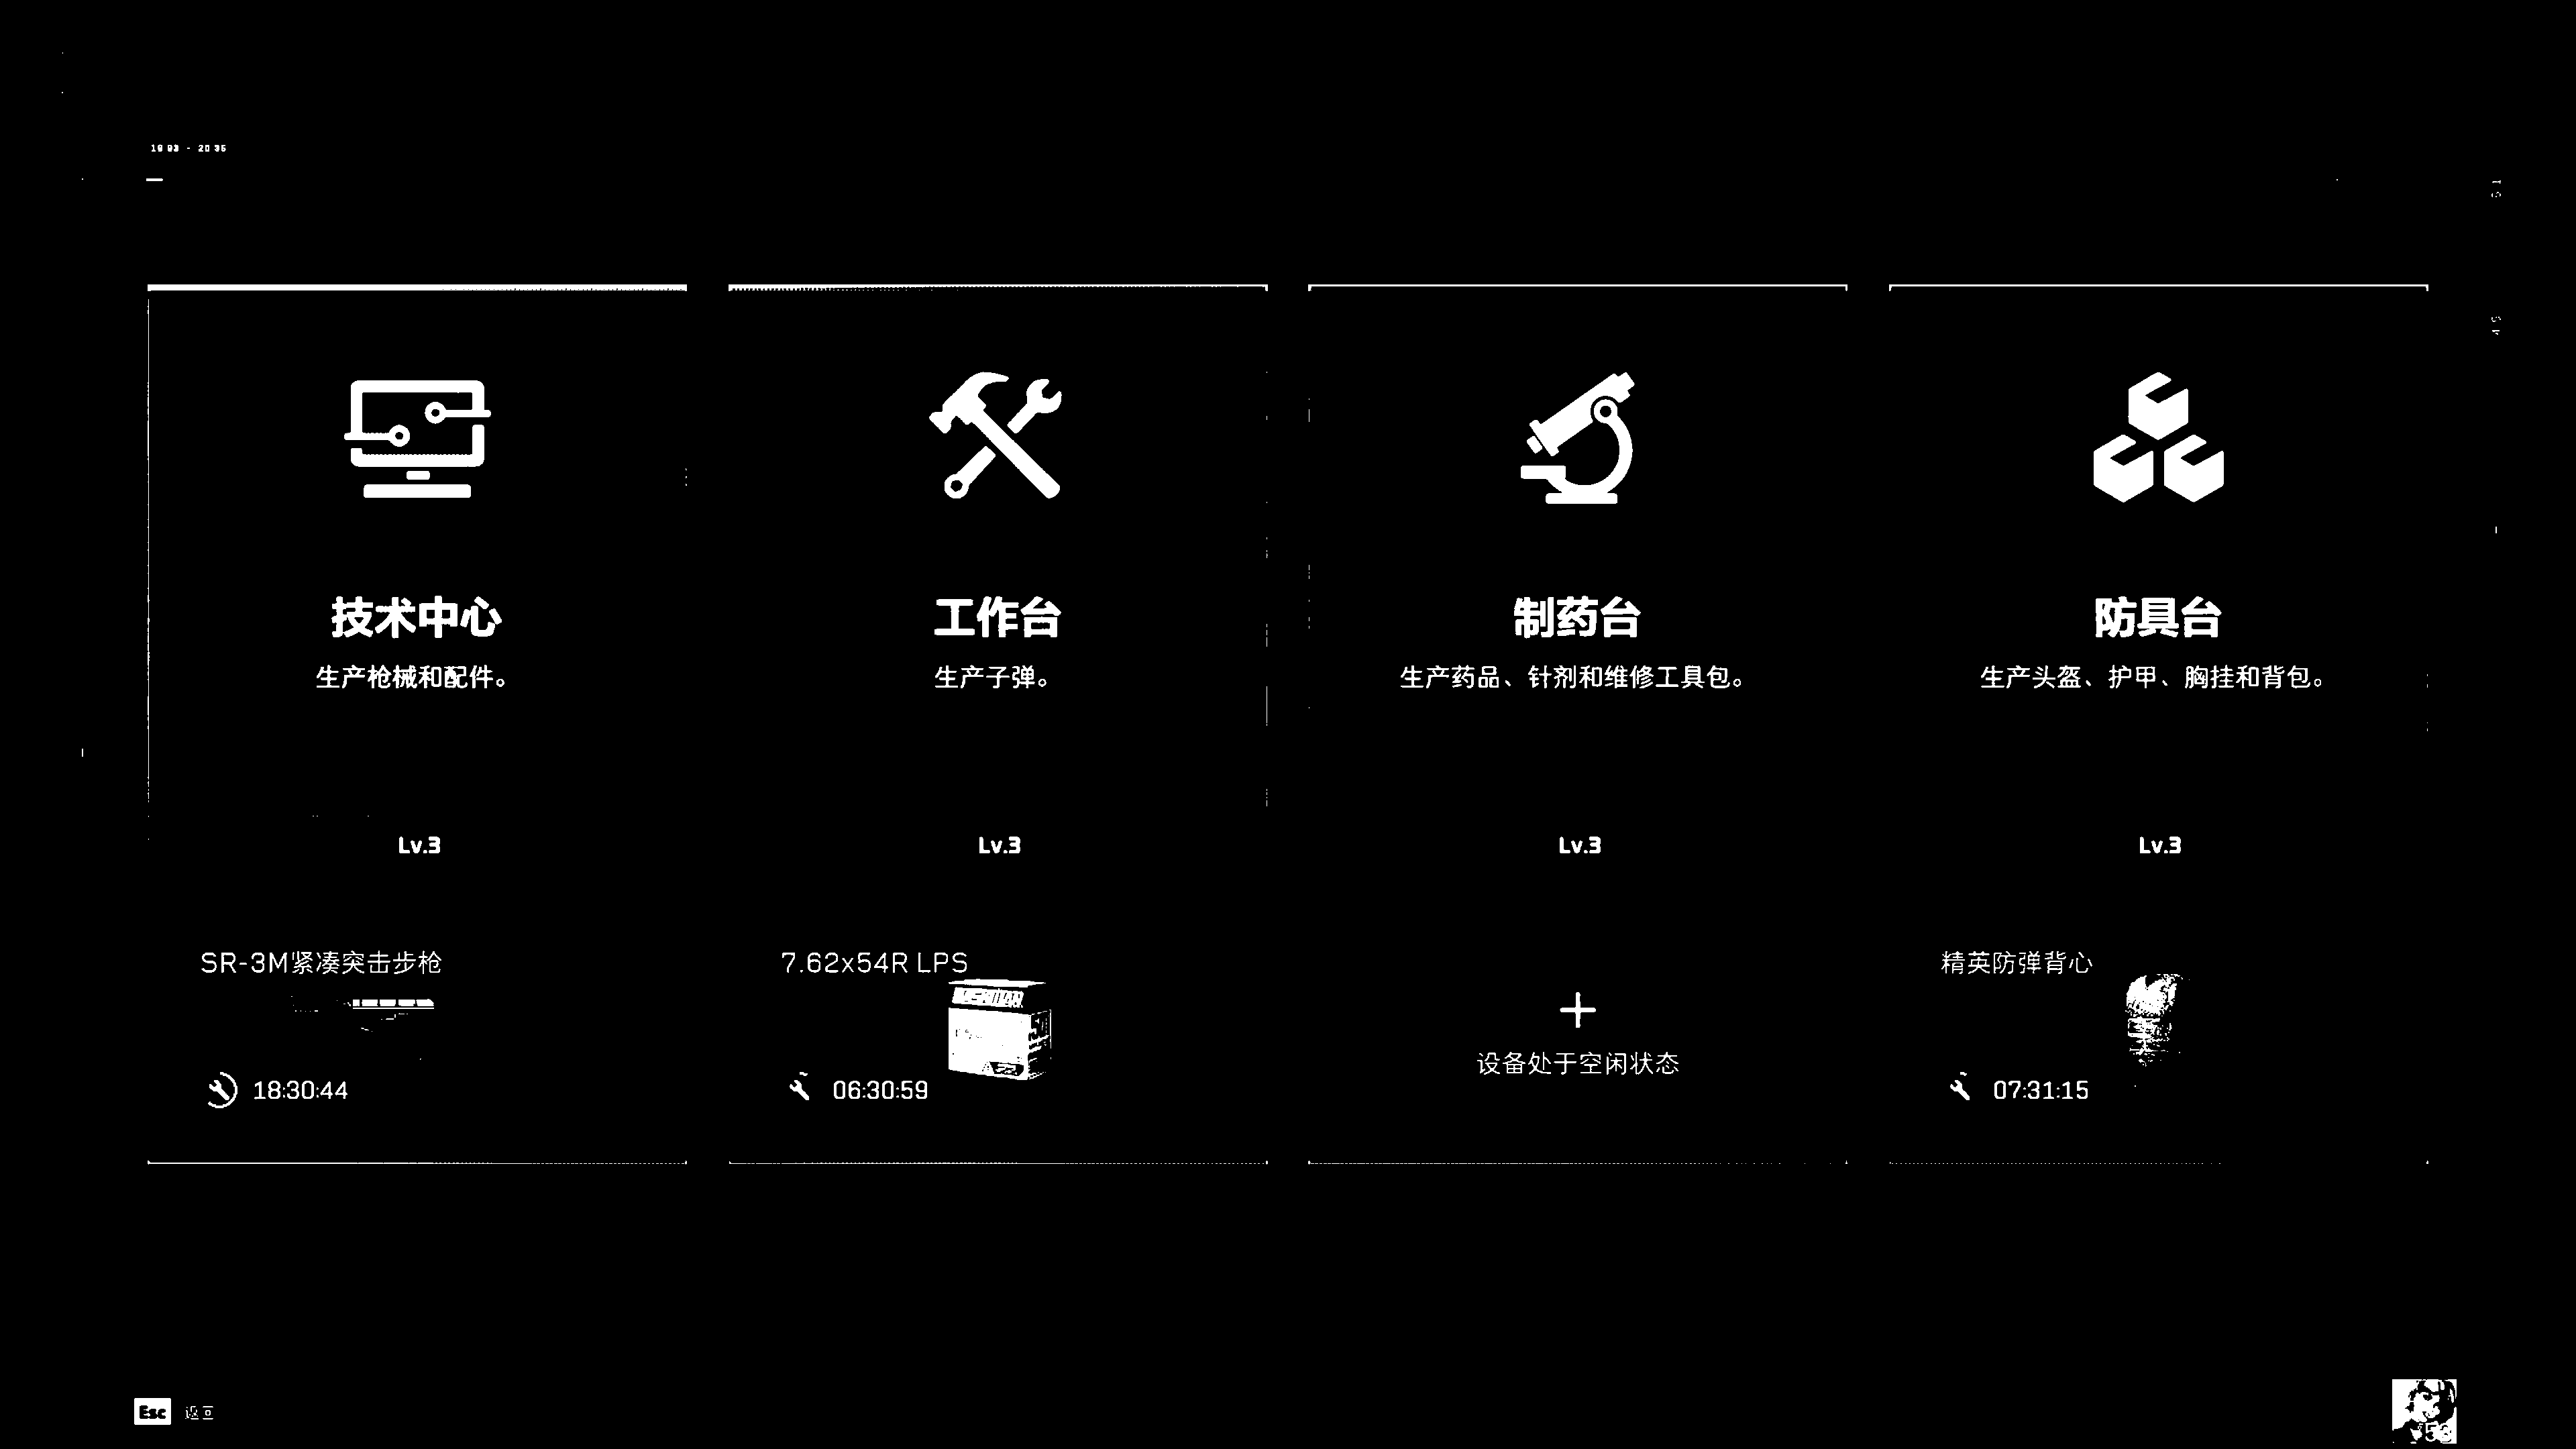 技术中心
生产枪械和配件。
Lv.3
SR-3M紧凑突击步枪
18:30:44
工作台
生产子弹。
Lv.3
7.62x54R LPS
06:30:59
制药台
生产药品、针剂和维修工具包。
Lv.3
设备处于空闲状态
防具台
生产头盔、护甲、胸挂和背包。
Lv.3
精英防弹背心
07:31:15
Esc 返回